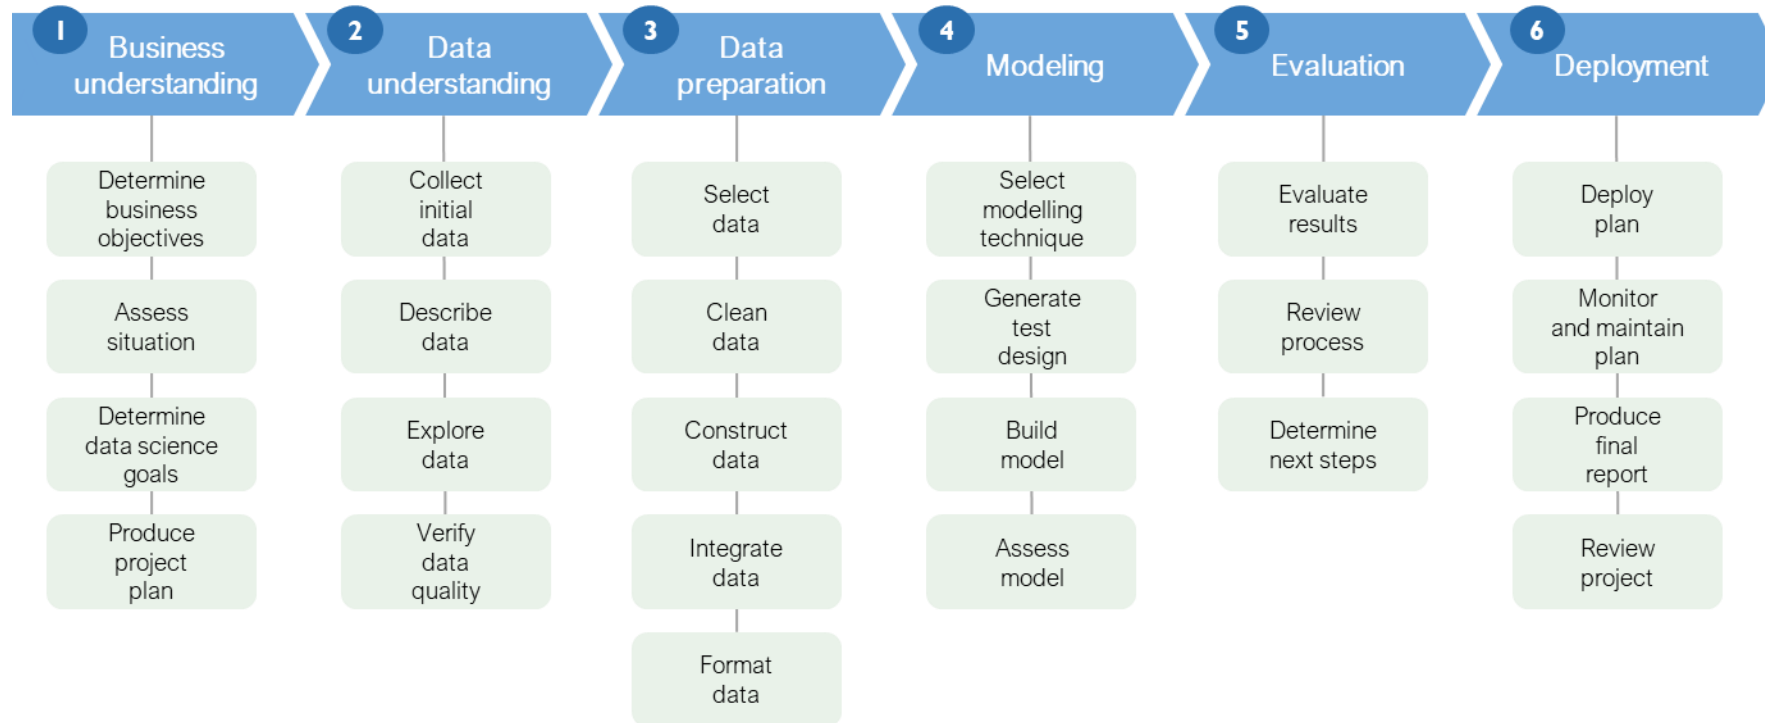 1
Business
understanding
2
Data
understanding
3
Data
preparation
4
Modeling
5
Evaluation
6
Deployment
Determine
business
objectives
Assess
situation
Determine
data science
goals
Produce
project
plan
Collect
initial
data
Describe
data
Explore
data
Verify
data
quality
Select
data
Clean
data
Construct
data
Integrate
data
Format
data
Select
modelling
technique
Generate
test
design
Build
model
Assess
model
Evaluate
results
Review
process
Determine
next steps
Deploy
plan
Monitor
and maintain
plan
Produce
final
report
Review
project